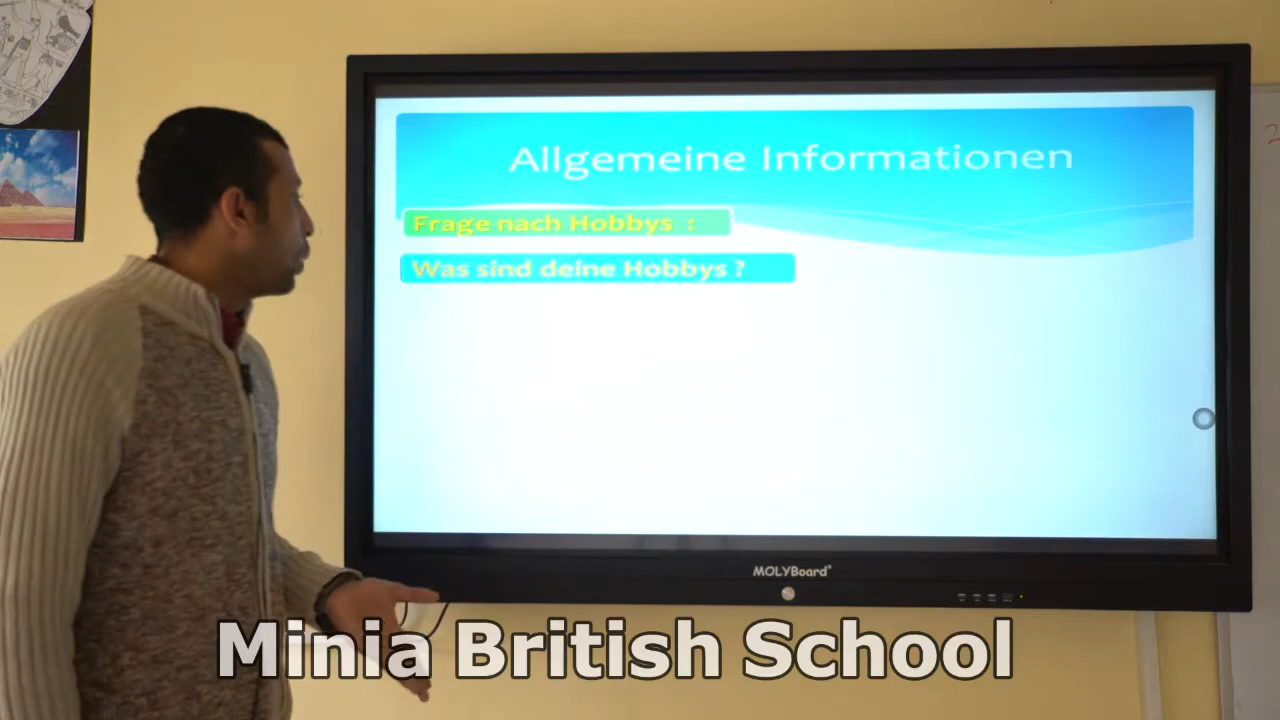 Allgemeine Informationen
Frage nach Hobbys :
Was sind deine Hobbys ?
MOLYBoard
Minia British School